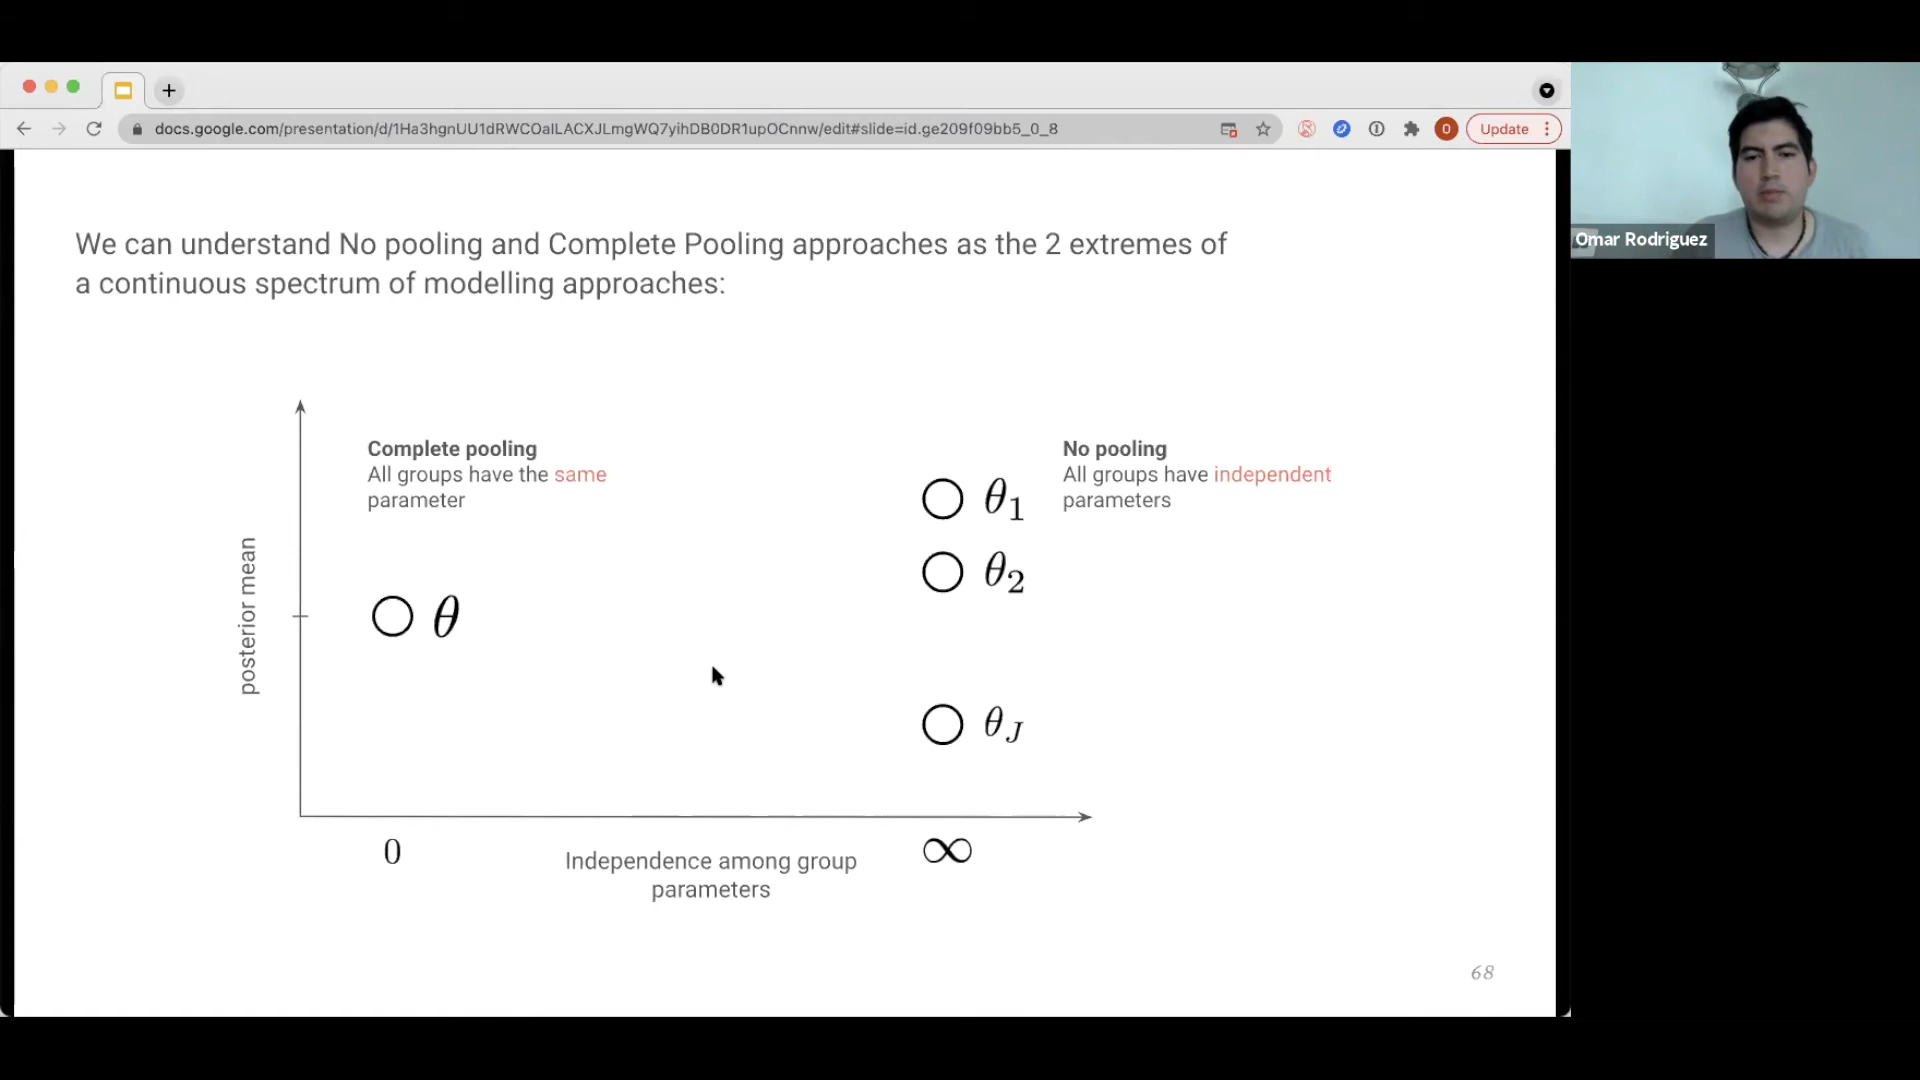 docs.google.com/presentation/d/1Ha3hgnUU1dRWCOalLACXJLmgWQ7yihDB0DR1upOCnnw/edit#slide=id.ge209f09bb5_0_8
O
Update
Omar Rodriguez
We can understand No pooling and Complete Pooling approaches as the 2 extremes of
a continuous spectrum of modelling approaches:
Complete pooling
All groups have the same
parameter
No pooling
All groups have independent
parameters
θ₁
θ₂
θ
θ_J
posterior mean
0
∞
Independence among group
parameters
68